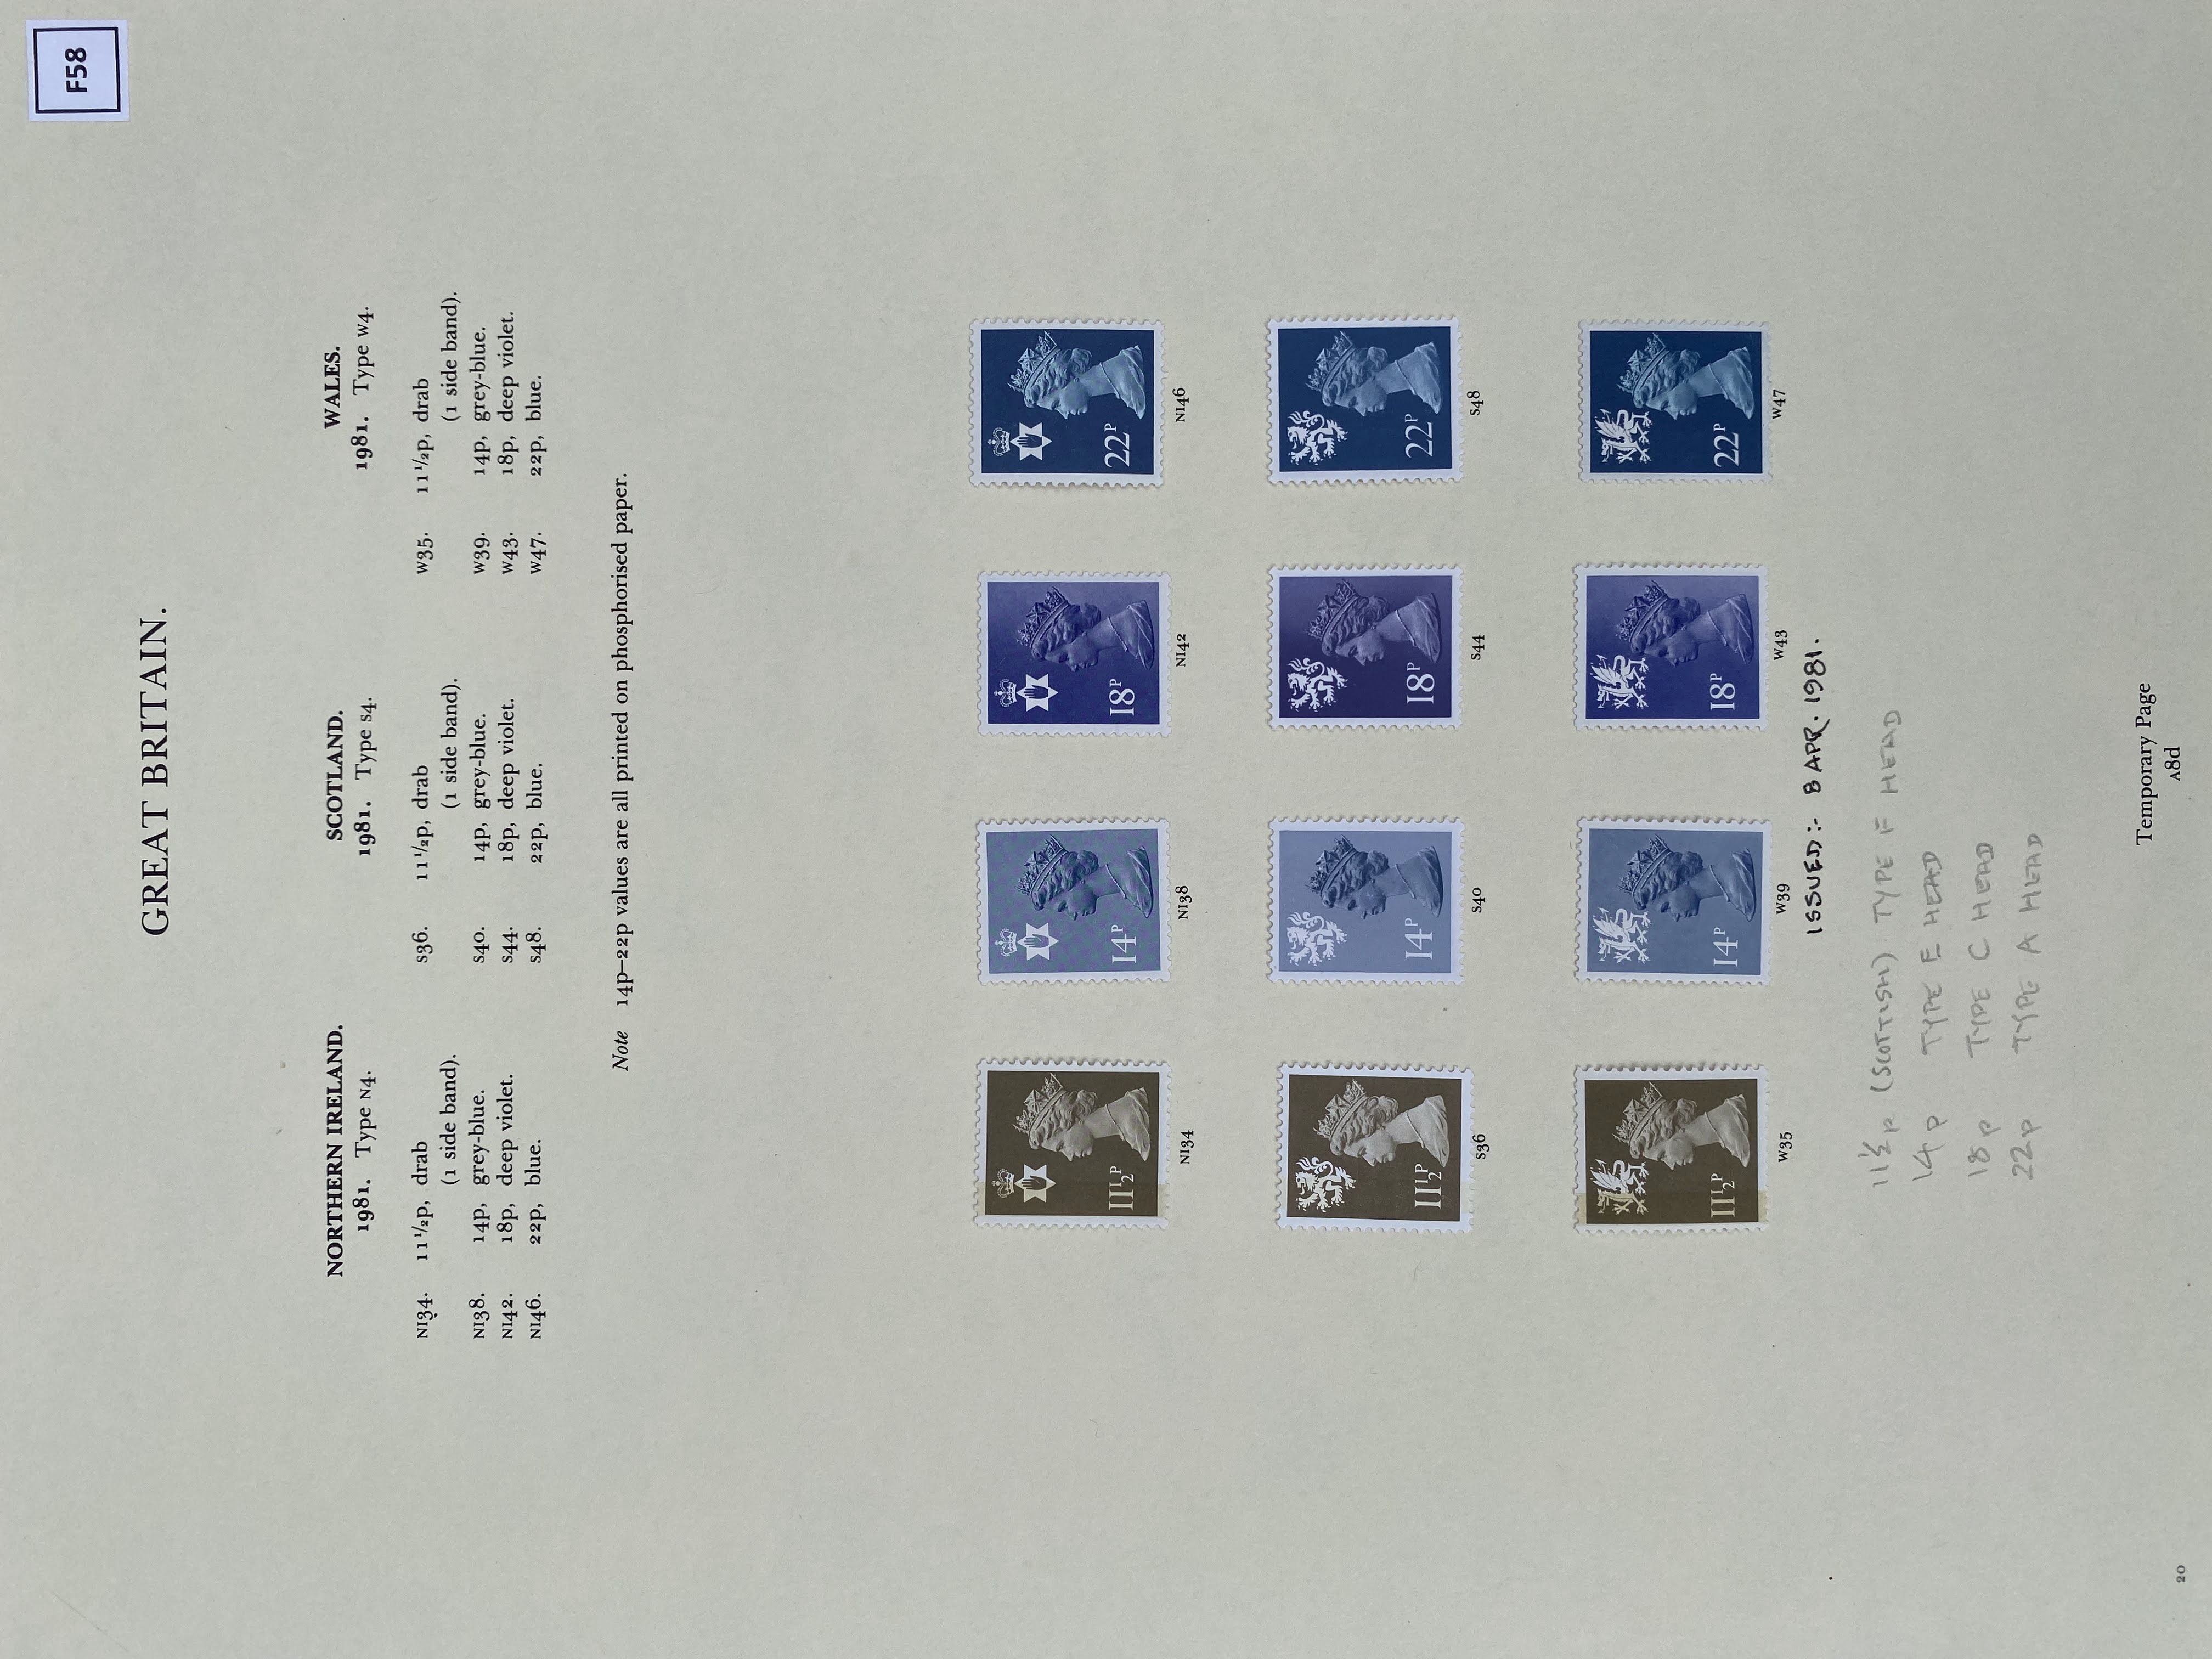 F58
GREAT BRITAIN.
NORTHERN IRELAND. SCOTLAND. WALES.
1981. Type N4. 1981. Type S4. 1981. Type W4.
NI34. 11½p, drab S36. 11½p, drab W35. 11½p, drab
(1 side band). (1 side band). (1 side band).
NI38. 14p, grey-blue. S40. 14p, grey-blue. W39. 14p, grey-blue.
NI42. 18p, deep violet. S44. 18p, deep violet. W43. 18p, deep violet.
NI46. 22p, blue. S48. 22p, blue. W47. 22p, blue.
Note 14p–22p values are all printed on phosphorised paper.
11½P 14P 18P 22P
NI34 NI38 NI42 NI46
11½P 14P 18P 22P
S36 S40 S44 S48
11½P 14P 18P 22P
W35 W39 W43 W47
ISSUED:- 8 APR. 1981.
11½p (SCOTTISH) TYPE F HEAD
14p TYPE E HEAD
18p TYPE C HEAD
22p TYPE A HEAD
Temporary Page
A8d
20